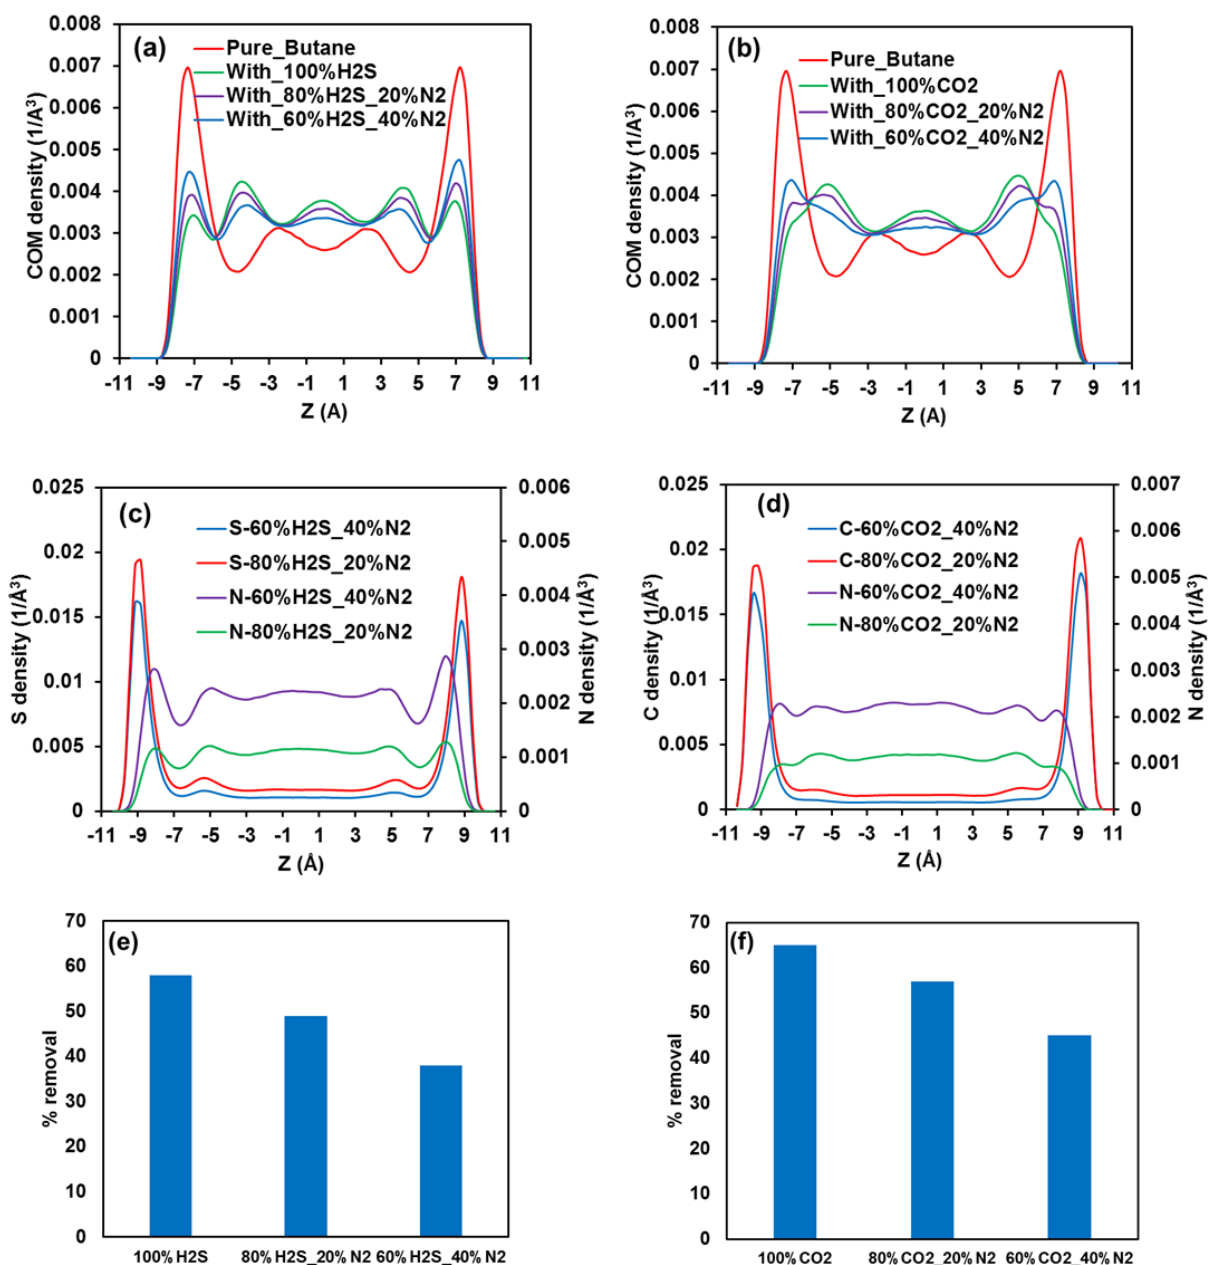 (a)
Pure_Butane
With_100%H2S
With_80%H2S_20%N2
With_60%H2S_40%N2
COM density (1/A³)
0.008
0.007
0.006
0.005
0.004
0.003
0.002
0.001
0
-11 -9 -7 -5 -3 -1 1 3 5 7 9 11
Z (A)
(b)
Pure_Butane
With_100%CO2
With_80%CO2_20%N2
With_60%CO2_40%N2
COM density (1/A³)
0.008
0.007
0.006
0.005
0.004
0.003
0.002
0.001
0
-11 -9 -7 -5 -3 -1 1 3 5 7 9 11
Z (A)
(c)
S-60%H2S_40%N2
S-80%H2S_20%N2
N-60%H2S_40%N2
N-80%H2S_20%N2
S density (1/Å³)
0.025
0.02
0.015
0.01
0.005
0
N density (1/Å³)
0.006
0.005
0.004
0.003
0.002
0.001
0.000
-11 -9 -7 -5 -3 -1 1 3 5 7 9 11
Z (Å)
(d)
C-60%CO2_40%N2
C-80%CO2_20%N2
N-60%CO2_40%N2
N-80%CO2_20%N2
C density (1/Å³)
0.025
0.02
0.015
0.01
0.005
0
N density (1/Å³)
0.007
0.006
0.005
0.004
0.003
0.002
0.001
0
-11 -9 -7 -5 -3 -1 1 3 5 7 9 11
Z (Å)
(e)
% removal
70
60
50
40
30
20
10
0
100% H2S 80% H2S_20% N2 60% H2S_40% N2
(f)
% removal
70
60
50
40
30
20
10
0
100% CO2 80% CO2_20% N2 60% CO2_40% N2